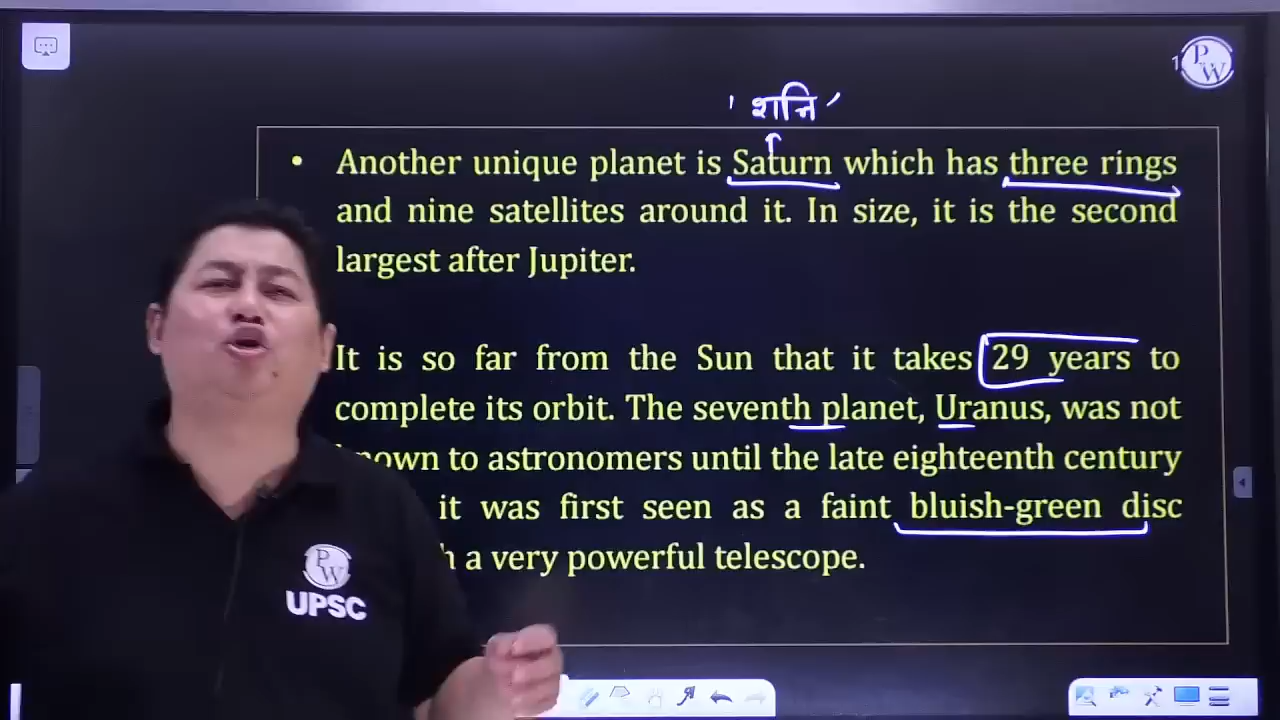 PW
' शनि '
• Another unique planet is Saturn which has three rings
and nine satellites around it. In size, it is the second
largest after Jupiter.
It is so far from the Sun that it takes 29 years to
complete its orbit. The seventh planet, Uranus, was not
nown to astronomers until the late eighteenth century
it was first seen as a faint bluish-green disc
h a very powerful telescope.
PW
UPSC